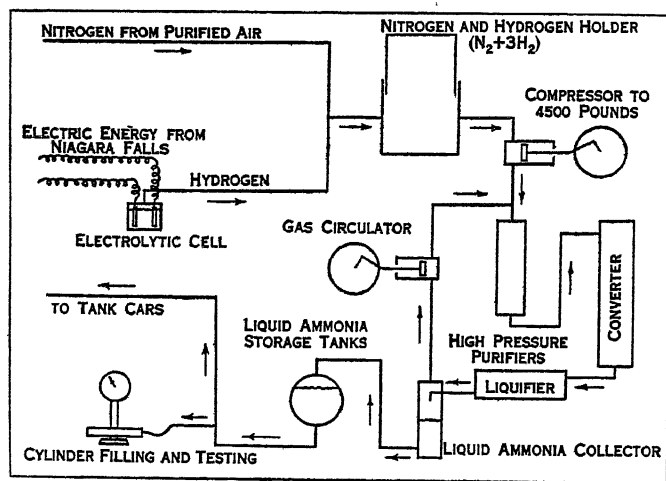 NITROGEN FROM PURIFIED AIR
NITROGEN AND HYDROGEN HOLDER
(N₂+3H₂)
COMPRESSOR TO
4500 POUNDS
ELECTRIC ENERGY FROM
NIAGARA FALLS
HYDROGEN
ELECTROLYTIC CELL
GAS CIRCULATOR
CONVERTER
TO TANK CARS
LIQUID AMMONIA
STORAGE TANKS
HIGH PRESSURE
PURIFIERS
LIQUIFIER
CYLINDER FILLING AND TESTING
LIQUID AMMONIA COLLECTOR